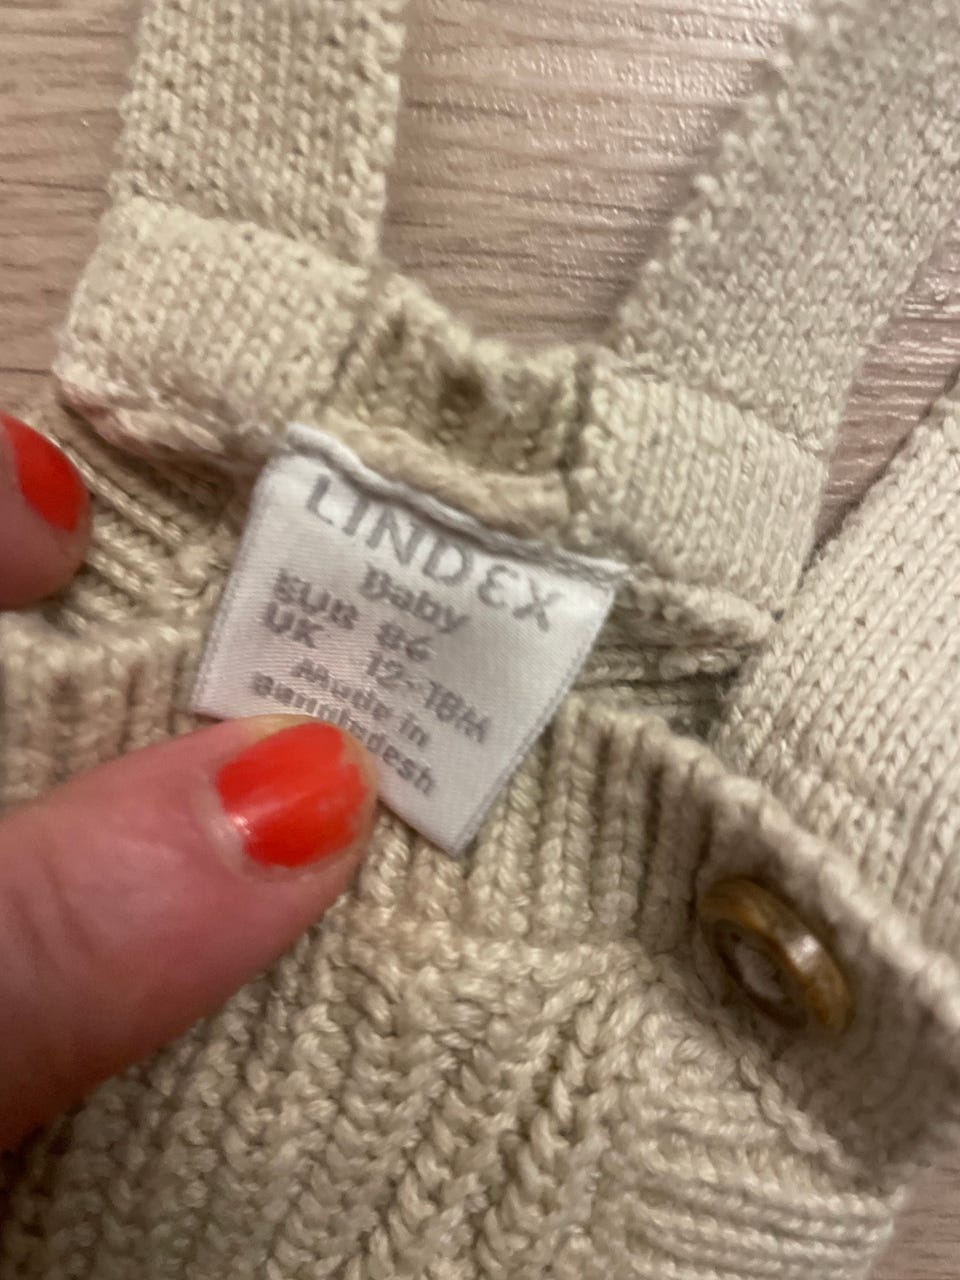 LINDEX
Baby
EUR 86
UK 12-18M
Made in
Bangladesh